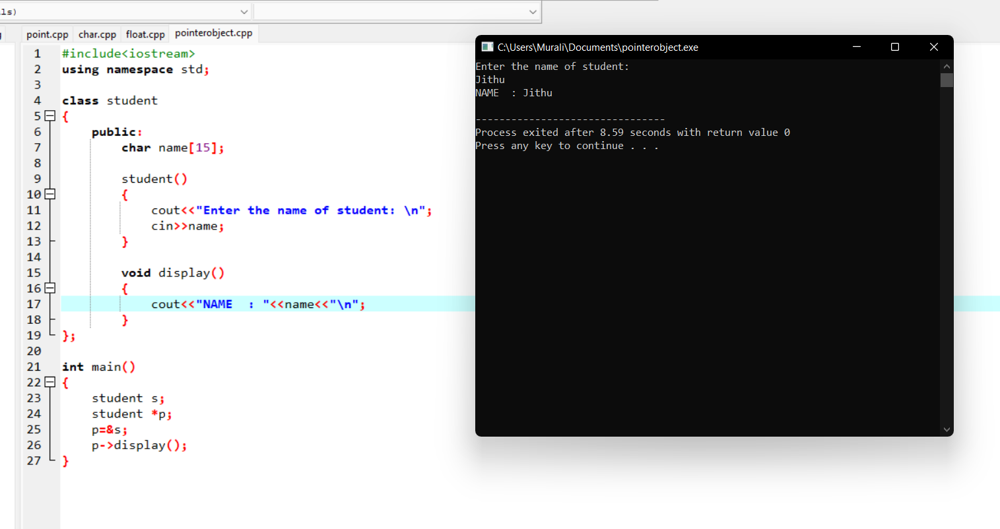 ls)
point.cpp char.cpp float.cpp pointerobject.cpp
1 #include<iostream>
2 using namespace std;
3
4 class student
5 {
6 public:
7 char name[15];
8
9 student()
10 {
11 cout<<"Enter the name of student: \n";
12 cin>>name;
13 }
14
15 void display()
16 {
17 cout<<"NAME  : "<<name<<"\n";
18 }
19 };
20
21 int main()
22 {
23 student s;
24 student *p;
25 p=&s;
26 p->display();
27 }
C:\Users\Murali\Documents\pointerobject.exe
Enter the name of student:
Jithu
NAME  : Jithu
--------------------------------
Process exited after 8.59 seconds with return value 0
Press any key to continue . . .